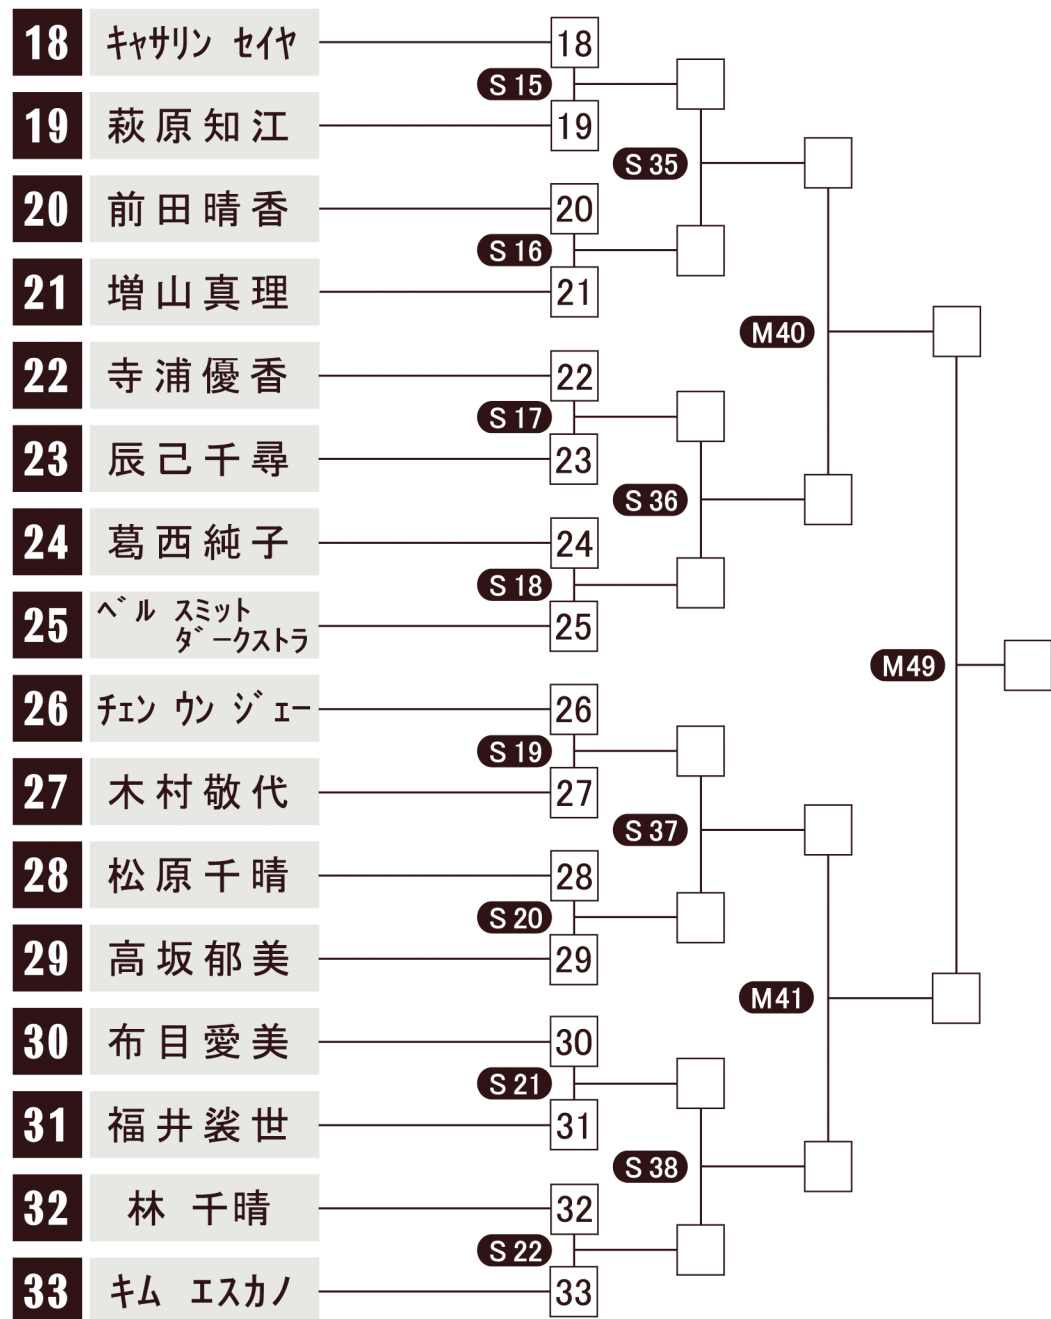 18 キャサリン セイヤ 18
S 15
19 萩原知江 19
S 35
20 前田晴香 20
S 16
21 増山真理 21
M40
22 寺浦優香 22
S 17
23 辰己千尋 23
S 36
24 葛西純子 24
S 18
25 ベル スミット
ダークストラ 25
M49
26 チェン ウン ジェー 26
S 19
27 木村敬代 27
S 37
28 松原千晴 28
S 20
29 高坂郁美 29
M41
30 布目愛美 30
S 21
31 福井裟世 31
S 38
32 林 千晴 32
S 22
33 キム エスカノ 33